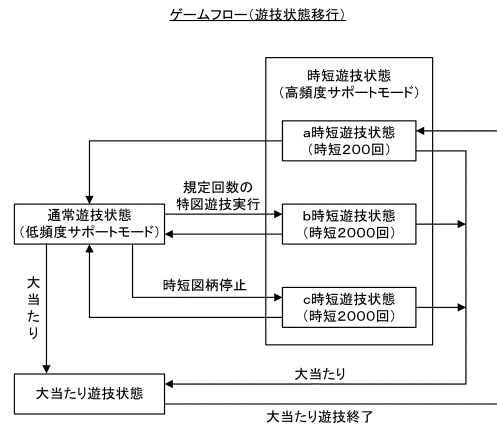 ゲームフロー(遊技状態移行)
時短遊技状態
(高頻度サポートモード)
a時短遊技状態
(時短200回)
規定回数の
特図遊技実行
通常遊技状態
(低頻度サポートモード)
b時短遊技状態
(時短2000回)
大当たり
時短図柄停止
c時短遊技状態
(時短2000回)
大当たり
大当たり遊技状態
大当たり遊技終了